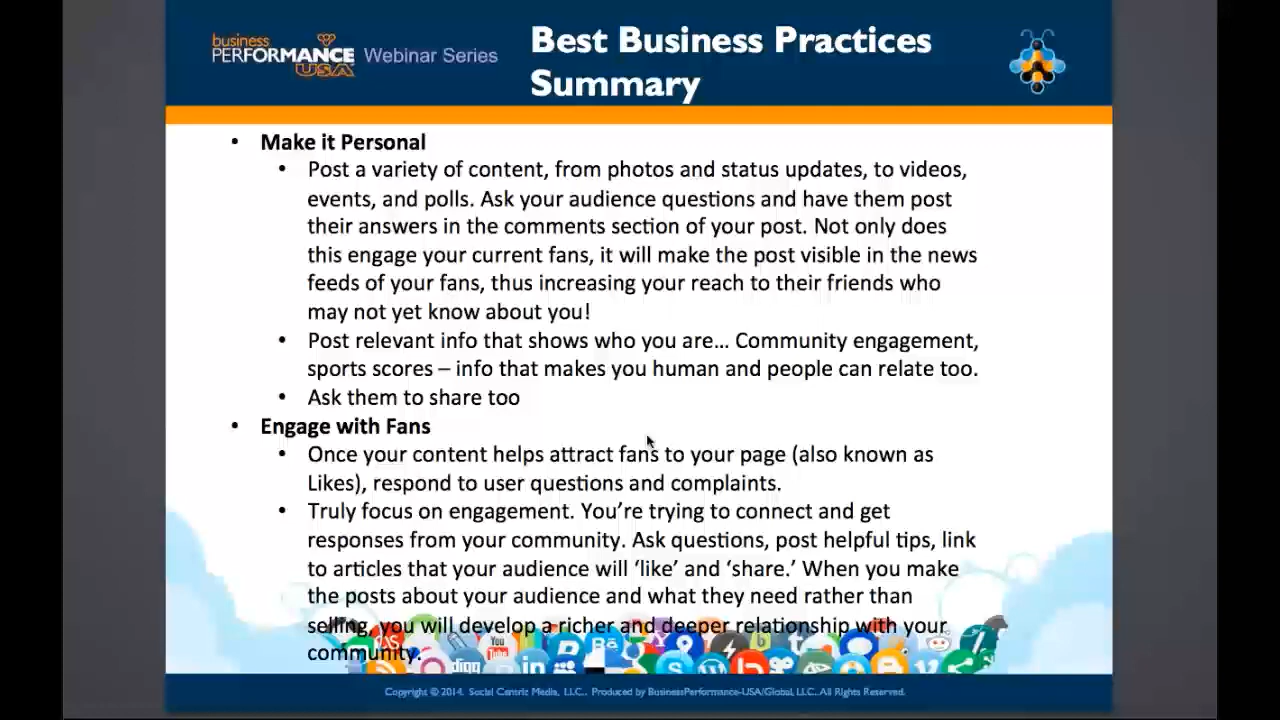 business
PERFORMANCE
USA
Webinar Series
Best Business Practices
Summary
• Make it Personal
• Post a variety of content, from photos and status updates, to videos,
events, and polls. Ask your audience questions and have them post
their answers in the comments section of your post. Not only does
this engage your current fans, it will make the post visible in the news
feeds of your fans, thus increasing your reach to their friends who
may not yet know about you!
• Post relevant info that shows who you are... Community engagement,
sports scores – info that makes you human and people can relate too.
• Ask them to share too
• Engage with Fans
• Once your content helps attract fans to your page (also known as
Likes), respond to user questions and complaints.
• Truly focus on engagement. You're trying to connect and get
responses from your community. Ask questions, post helpful tips, link
to articles that your audience will 'like' and 'share.' When you make
the posts about your audience and what they need rather than
selling, you will develop a richer and deeper relationship with your
community.
You
Tube
digg
in
Copyright © 2014. Social Centric Media, LLC.. Produced by BusinessPerformance-USA/Global, LLC. All Rights Reserved.